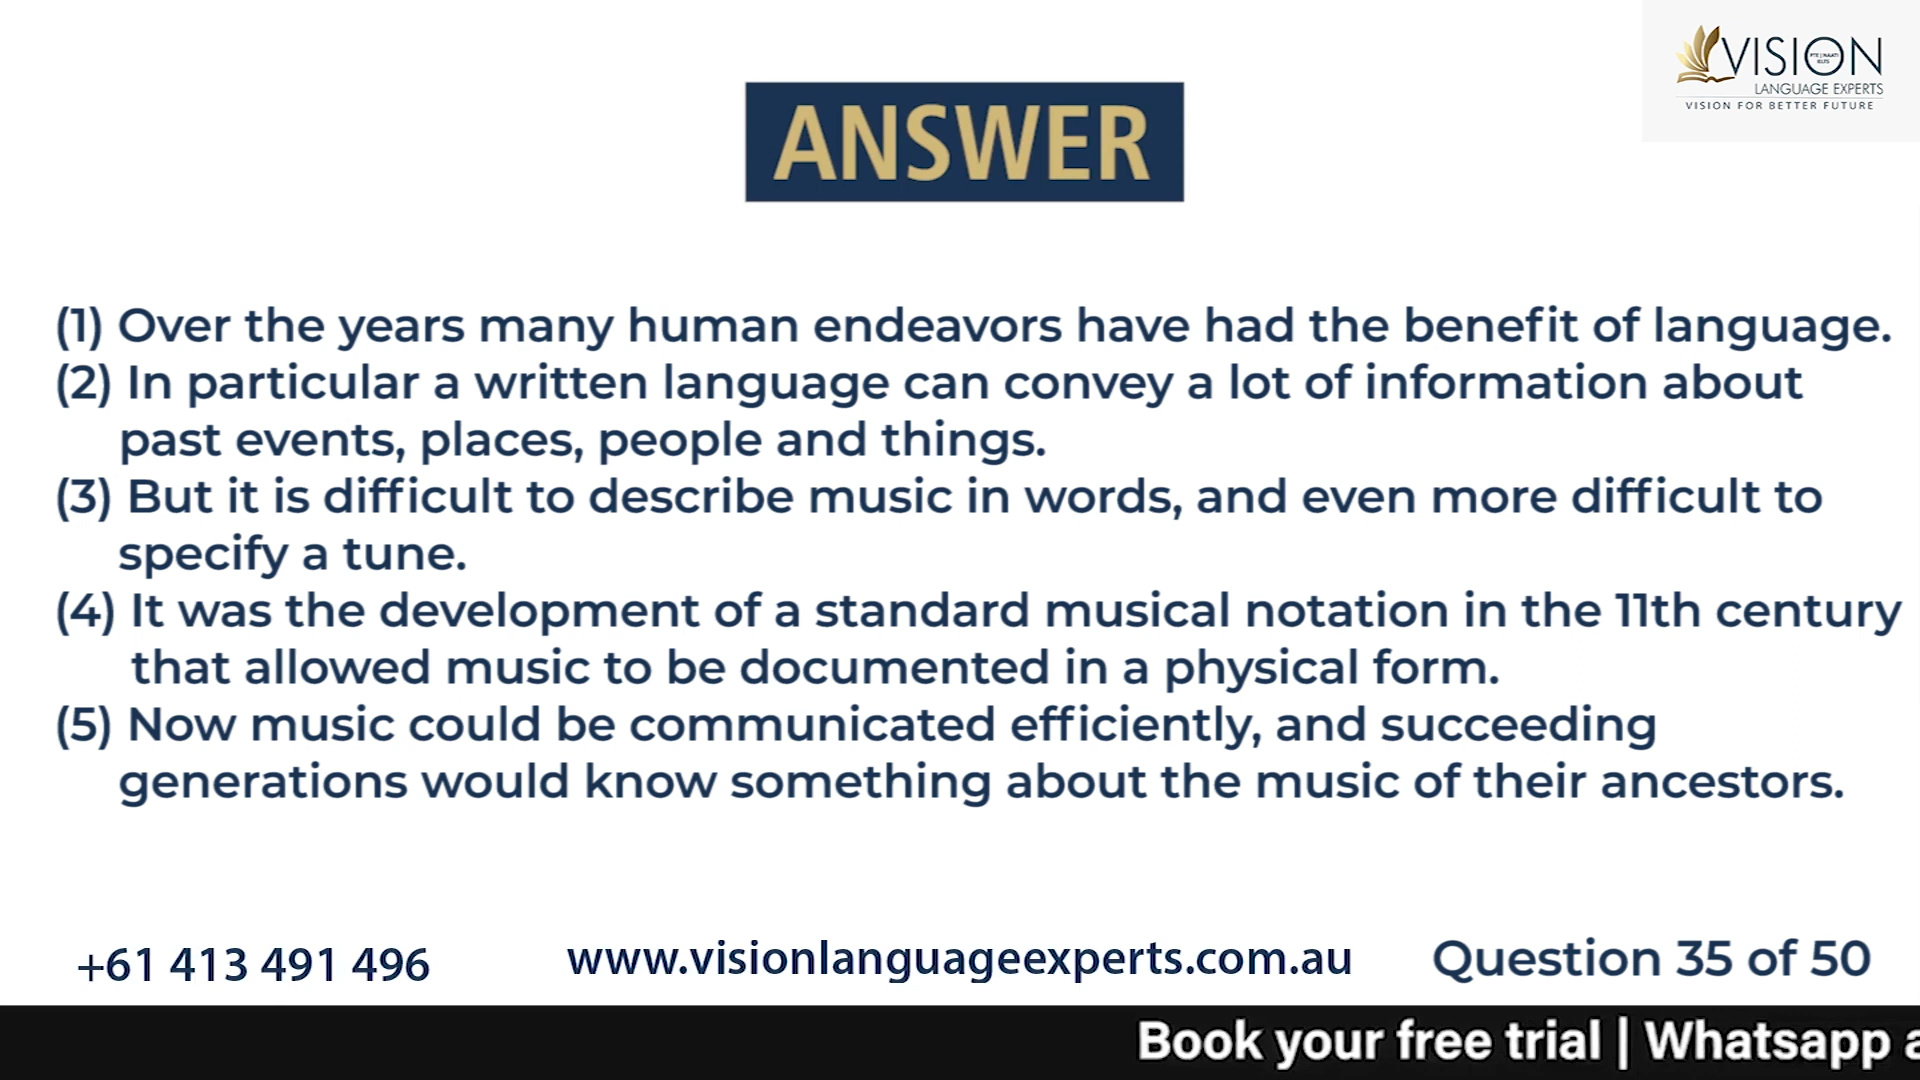 VISION
LANGUAGE EXPERTS
VISION FOR BETTER FUTURE
ANSWER
(1) Over the years many human endeavors have had the benefit of language.
(2) In particular a written language can convey a lot of information about
past events, places, people and things.
(3) But it is difficult to describe music in words, and even more difficult to
specify a tune.
(4) It was the development of a standard musical notation in the 11th century
that allowed music to be documented in a physical form.
(5) Now music could be communicated efficiently, and succeeding
generations would know something about the music of their ancestors.
+61 413 491 496
www.visionlanguageexperts.com.au
Question 35 of 50
Book your free trial | Whatsapp